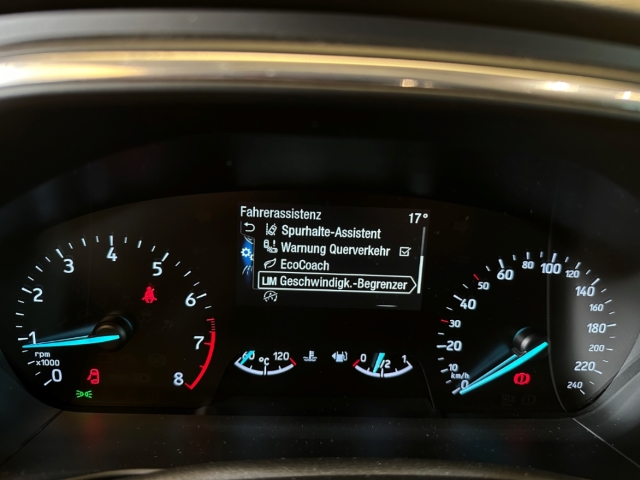 Fahrerassistenz 17°
Spurhalte-Assistent
Warnung Querverkehr
EcoCoach
LIM Geschwindigk.-Begrenzer
0 1 2 3 4 5 6 7 8
rpm
x1000
60 °C 120
0 1/2 1
0 10 20 30 40 50 60 80 100 120 140 160 180 200 220 240
km/h